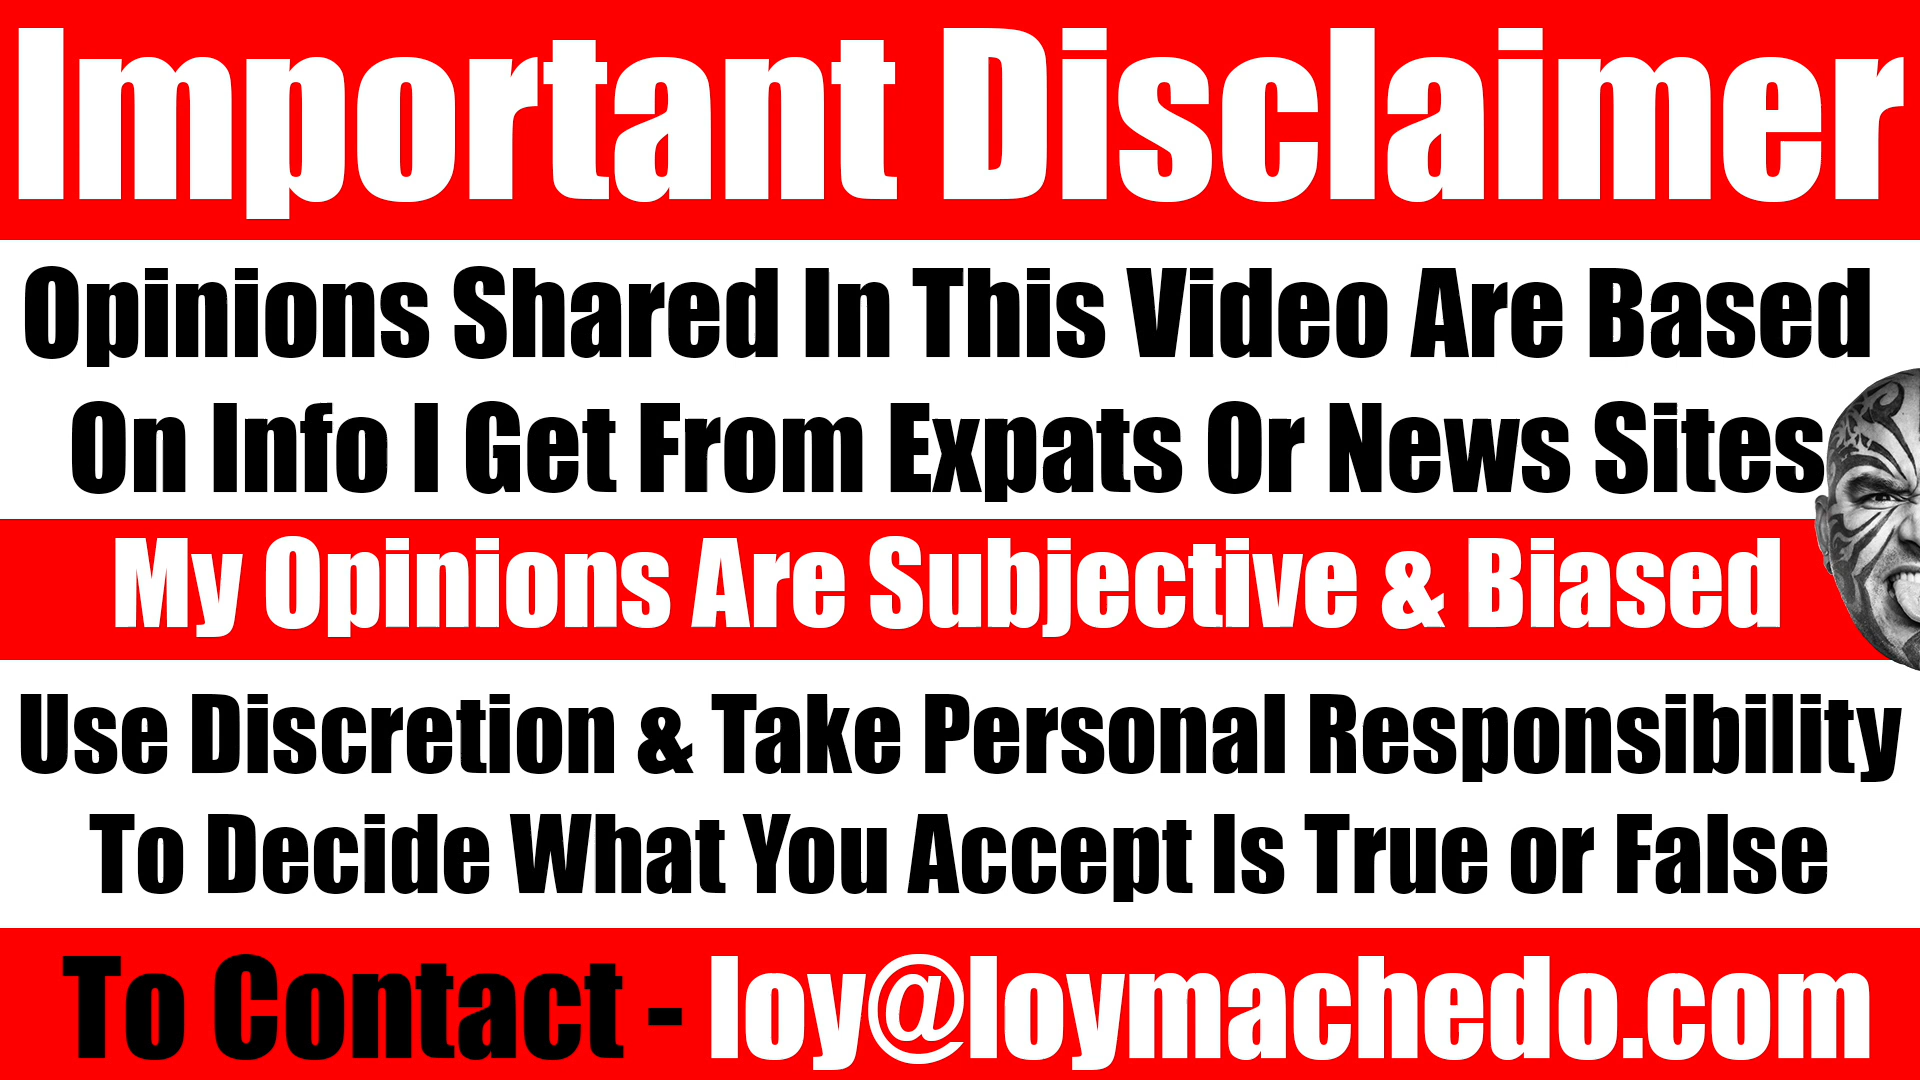 Important Disclaimer
Opinions Shared In This Video Are Based
On Info I Get From Expats Or News Sites
My Opinions Are Subjective & Biased
Use Discretion & Take Personal Responsibility
To Decide What You Accept Is True or False
To Contact - loy@loymachedo.com